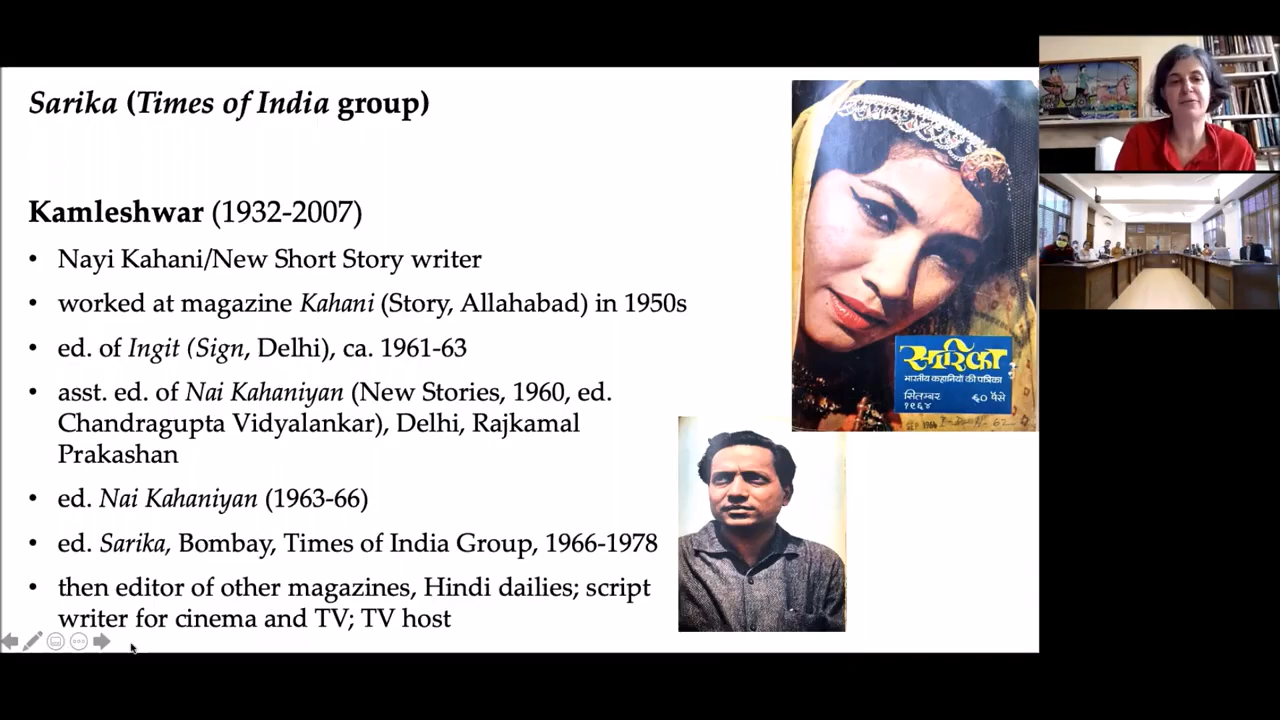 Sarika (Times of India group)
Kamleshwar (1932-2007)
• Nayi Kahani/New Short Story writer
• worked at magazine Kahani (Story, Allahabad) in 1950s
• ed. of Ingit (Sign, Delhi), ca. 1961-63
• asst. ed. of Nai Kahaniyan (New Stories, 1960, ed.
Chandragupta Vidyalankar), Delhi, Rajkamal
Prakashan
• ed. Nai Kahaniyan (1963-66)
• ed. Sarika, Bombay, Times of India Group, 1966-1978
• then editor of other magazines, Hindi dailies; script
writer for cinema and TV; TV host
सारिका
भारतीय कहानियों की पत्रिका
सितम्बर ६० पैसे
१९६४
SEP 1964